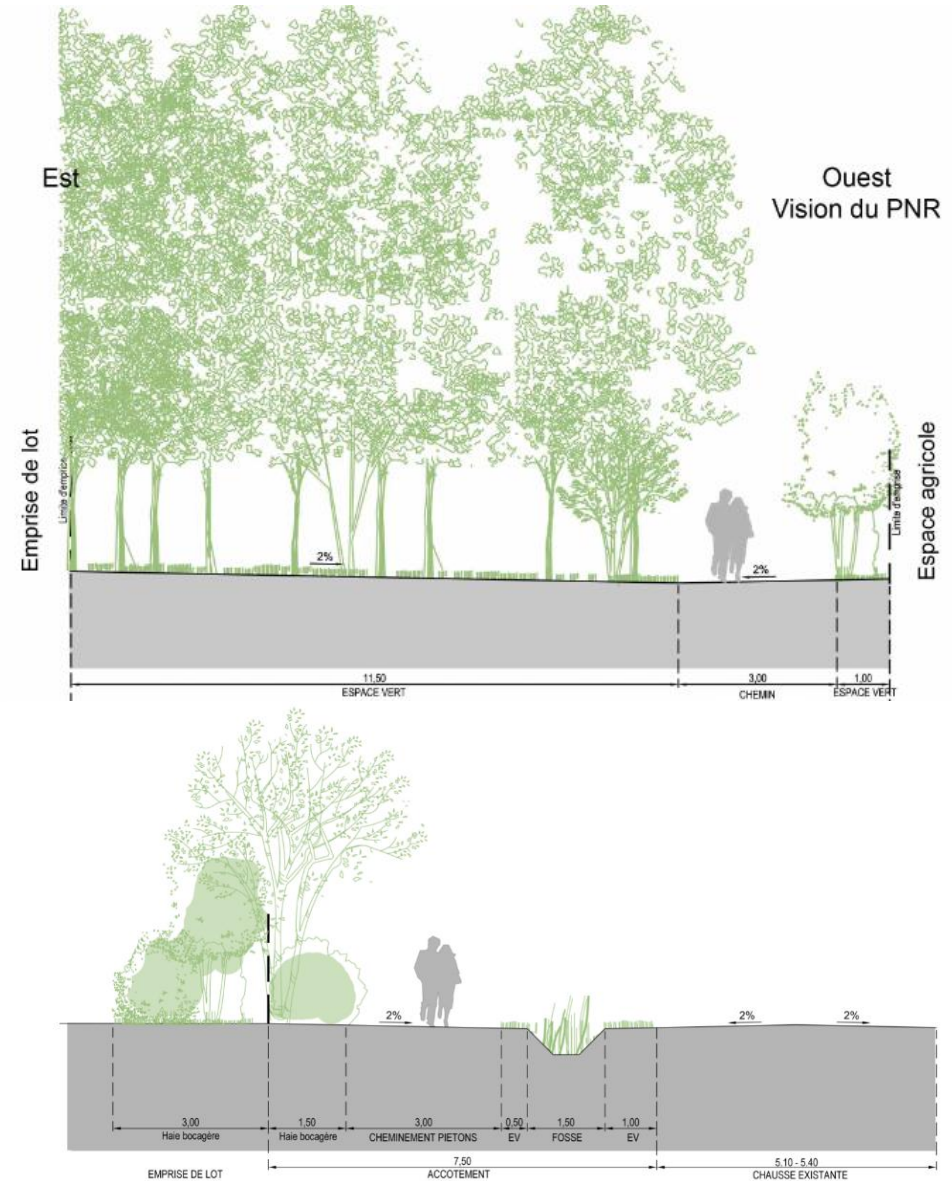 Est
Ouest
Vision du PNR
Emprise de lot
Limite d'emprise
Limite d'emprise
Espace agricole
2%
2%
11,50
3,00
1,00
ESPACE VERT
CHEMIN
ESPACE VERT
2%
2%
2%
3,00
1,50
3,00
0,50
1,50
1,00
Haie bocagère
Haie bocagère
CHEMINEMENT PIETONS
EV
FOSSE
EV
7,50
5.10 - 5.40
EMPRISE DE LOT
ACCOTEMENT
CHAUSSE EXISTANTE